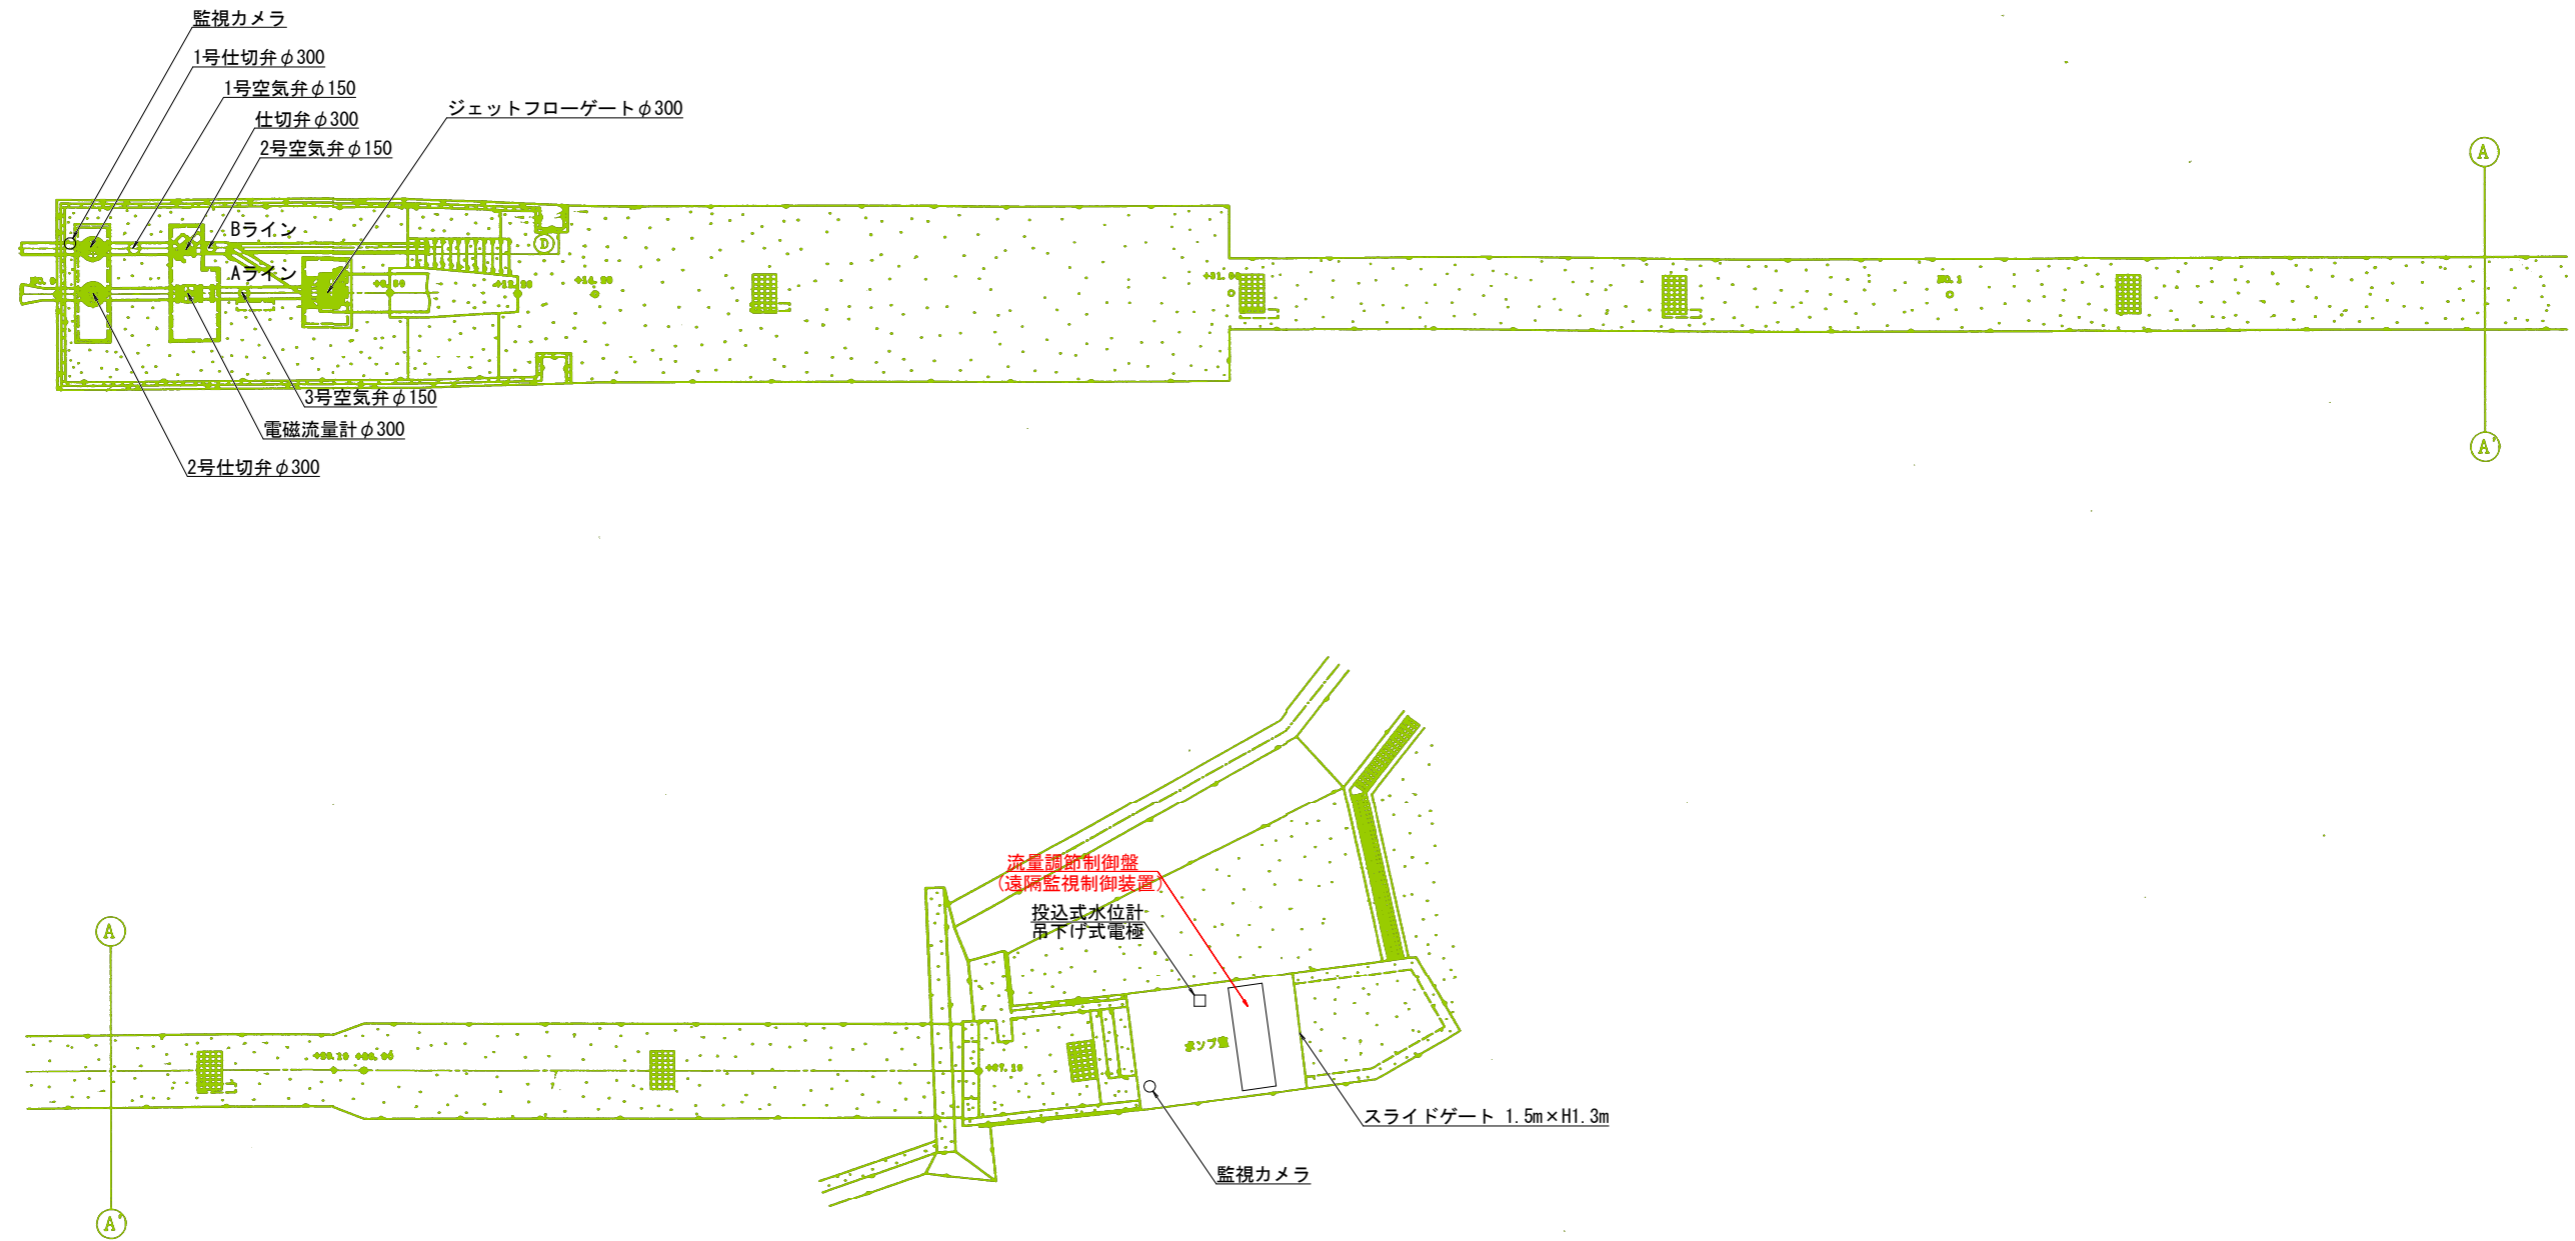 監視カメラ
1号仕切弁φ300
1号空気弁φ150
仕切弁φ300
2号空気弁φ150
ジェットフローゲートφ300
A
Bライン
D
Aライン
NO.1
3号空気弁φ150
電磁流量計φ300
2号仕切弁φ300
A'
流量調節制御盤
(遠隔監視制御装置)
投込式水位計
吊下げ式電極
A
ポンプ室
スライドゲート 1.5m×H1.3m
監視カメラ
A'